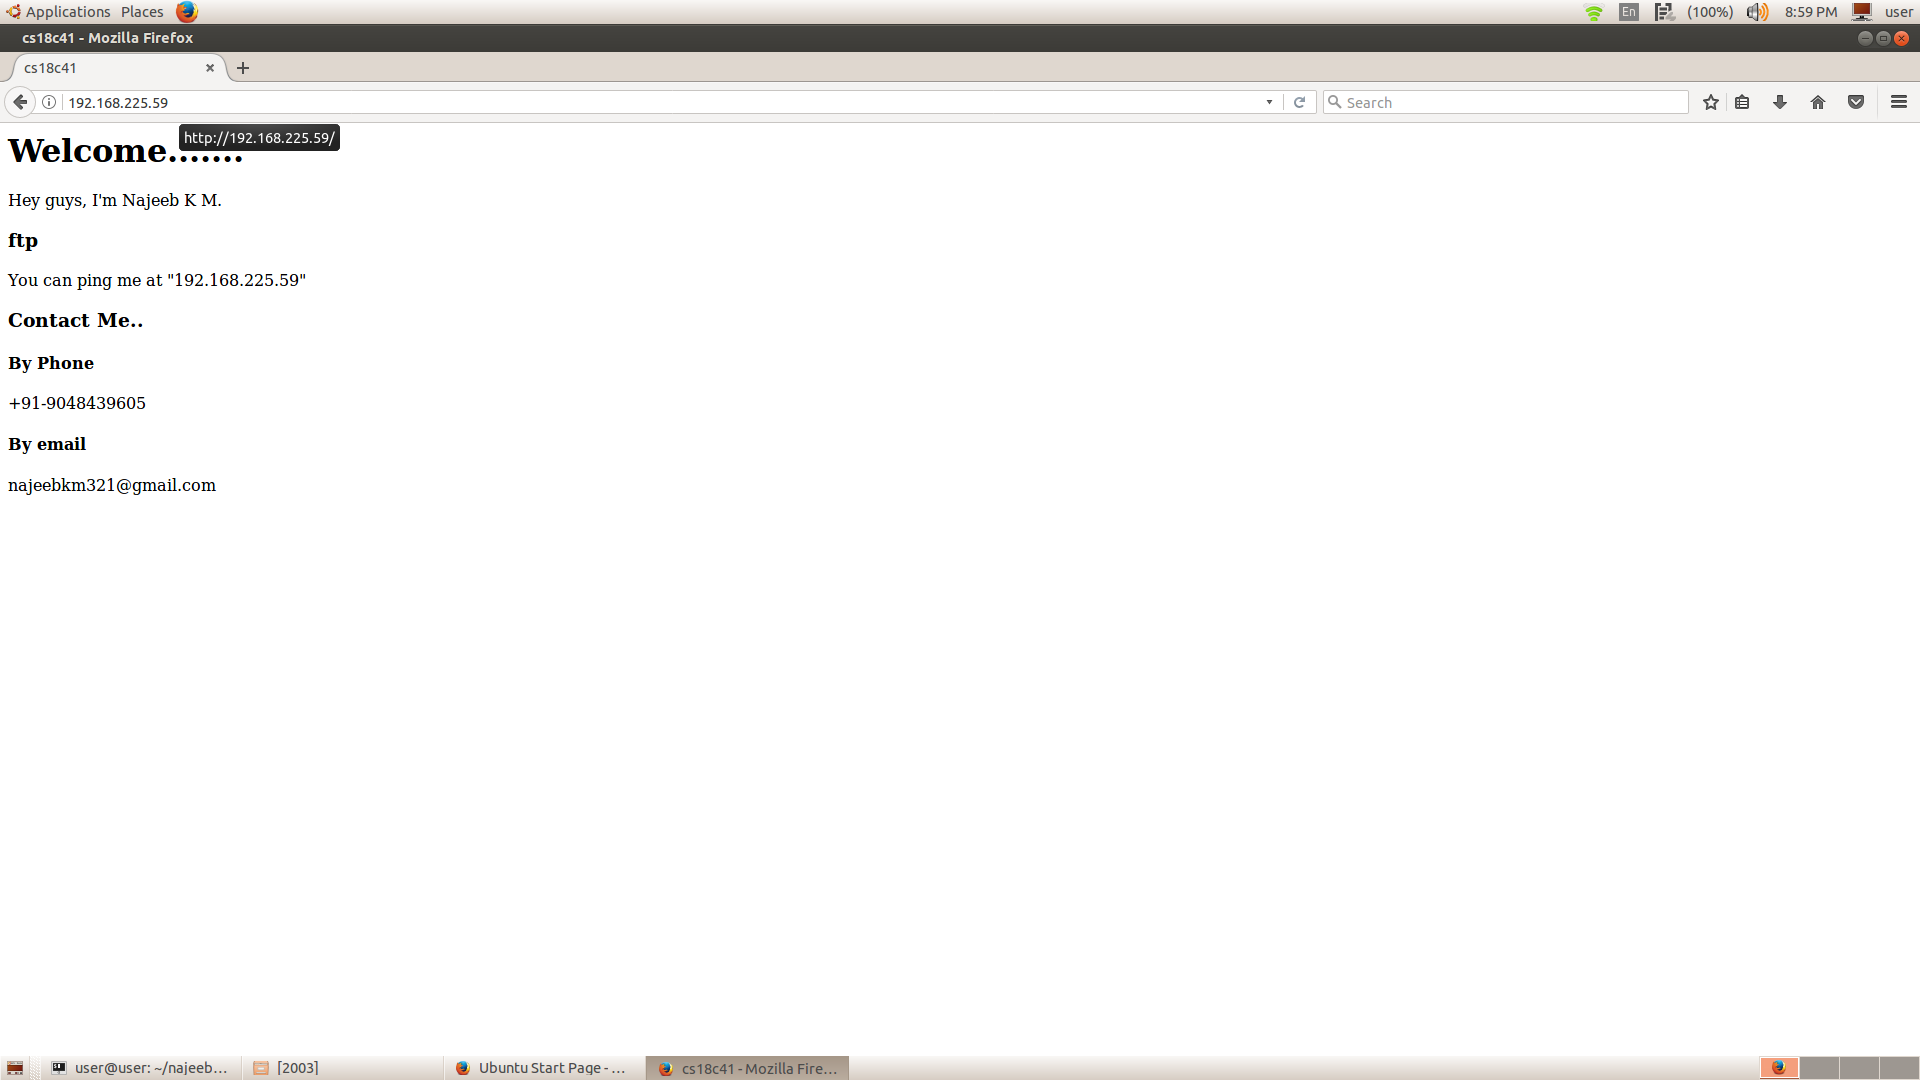 Applications Places En (100%) 8:59 PM user
cs18c41 - Mozilla Firefox
cs18c41
192.168.225.59 Search
http://192.168.225.59/
Welcome.......
Hey guys, I'm Najeeb K M.
ftp
You can ping me at "192.168.225.59"
Contact Me..
By Phone
+91-9048439605
By email
najeebkm321@gmail.com
user@user: ~/najeeb... [2003] Ubuntu Start Page - ... cs18c41 - Mozilla Fire...